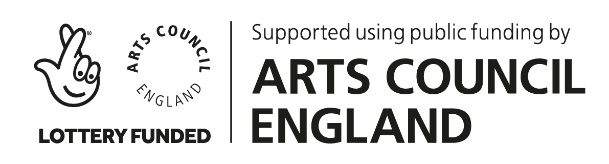 ARTS COUNCIL
ENGLAND
LOTTERY FUNDED
Supported using public funding by
ARTS COUNCIL
ENGLAND